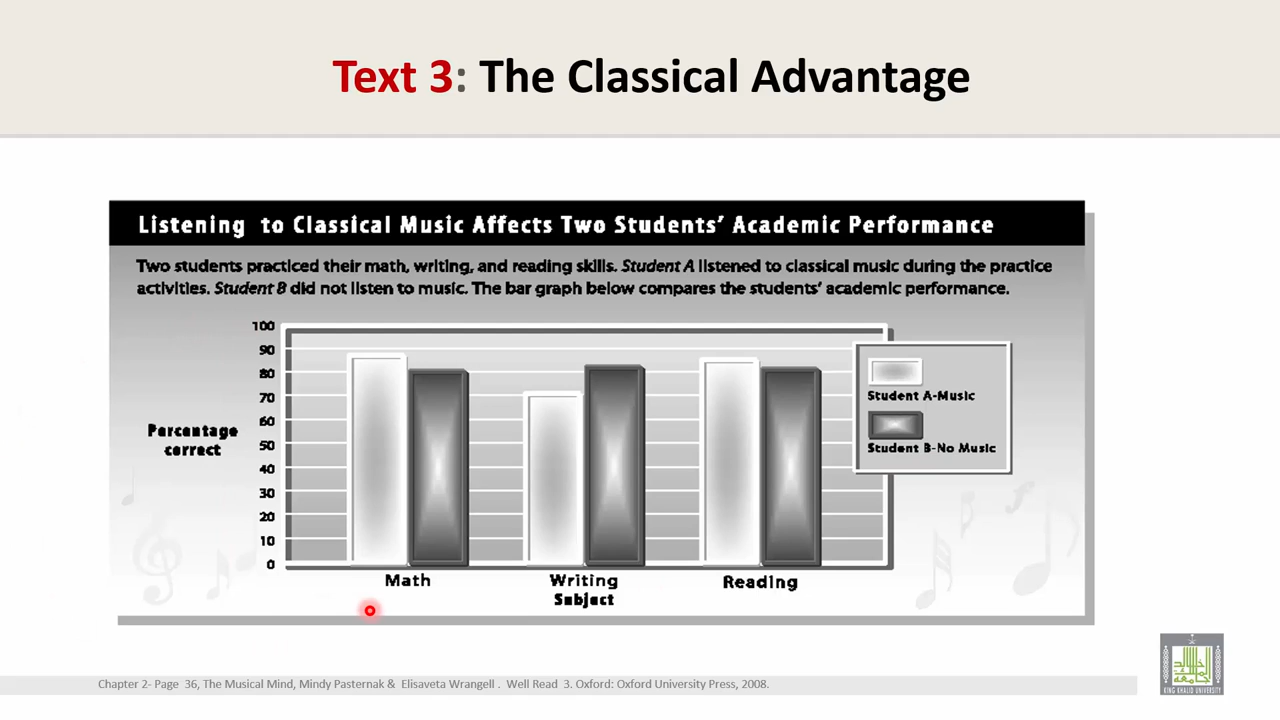 Text 3: The Classical Advantage
Listening to Classical Music Affects Two Students' Academic Performance
Two students practiced their math, writing, and reading skills. Student A listened to classical music during the practice
activities. Student B did not listen to music. The bar graph below compares the students' academic performance.
100
90
80
70
60
50
40
30
20
10
0
Percentage
correct
Math
Writing
Reading
Subject
Student A-Music
Student B-No Music
Chapter 2- Page 36, The Musical Mind, Mindy Pasternak & Elisaveta Wrangell . Well Read 3. Oxford: Oxford University Press, 2008.
KING KHALID UNIVERSITY